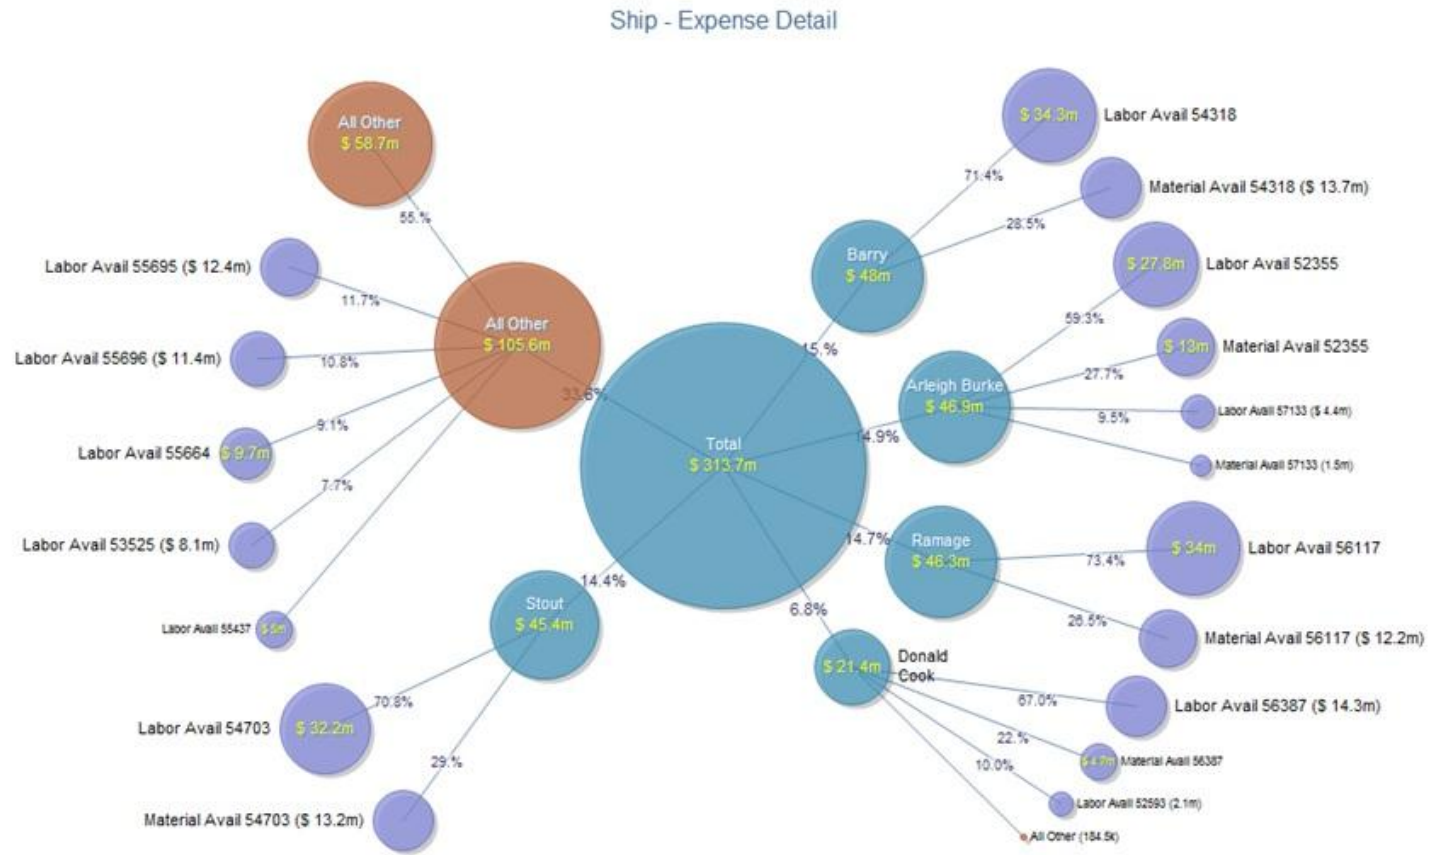 Ship - Expense Detail
All Other
$ 58.7m
55.%
Labor Avail 55695 ($ 12.4m)
11.7%
Labor Avail 55696 ($ 11.4m)
10.8%
All Other
$ 105.6m
33.6%
Labor Avail 55664
$ 9.7m
9.1%
Labor Avail 53525 ($ 8.1m)
7.7%
Labor Avail 55437
$ 5m
Total
$ 313.7m
14.4%
Stout
$ 45.4m
Labor Avail 54703
$ 32.2m
70.8%
Material Avail 54703 ($ 13.2m)
29.%
15.%
Barry
$ 48m
71.4%
$ 34.3m
Labor Avail 54318
28.5%
Material Avail 54318 ($ 13.7m)
14.9%
Arleigh Burke
$ 46.9m
59.3%
$ 27.8m
Labor Avail 52355
27.7%
$ 13m
Material Avail 52355
9.5%
Labor Avail 57133 ($ 4.4m)
Material Avail 57133 (1.5m)
14.7%
Ramage
$ 46.3m
73.4%
$ 34m
Labor Avail 56117
26.5%
Material Avail 56117 ($ 12.2m)
6.8%
Donald
Cook
$ 21.4m
67.0%
Labor Avail 56387 ($ 14.3m)
22.%
$ 4.7m
Material Avail 56387
10.0%
Labor Avail 52593 (2.1m)
All Other (184.5k)